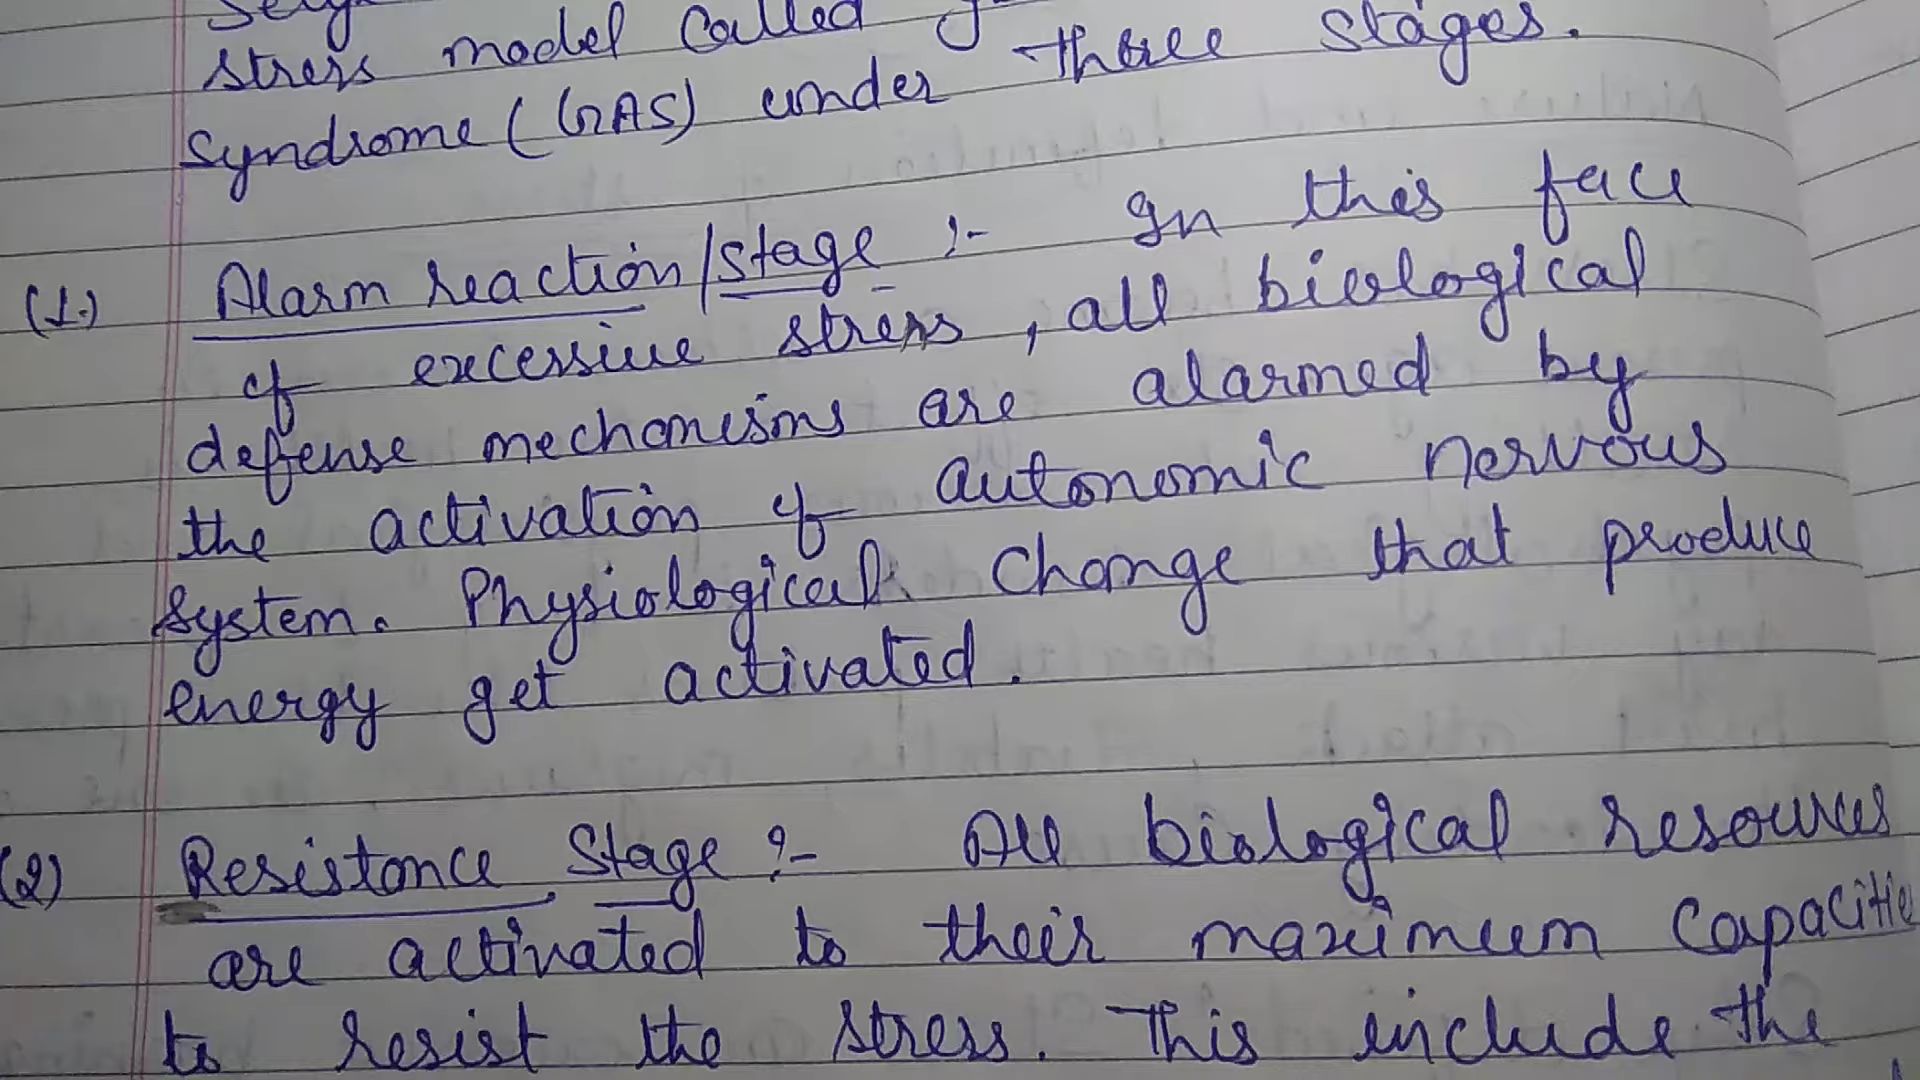 stress model called
Syndrome (GAS) under three stages.
(1.) Alarm reaction/stage :- In this face
of excessive stress, all biological
defense mechanisms are alarmed by
the activation of autonomic nervous
system. Physiological change that produce
energy get activated.
(2) Resistance Stage :- All biological resources
are activated to their maximum capacitie
to resist the stress. This include the